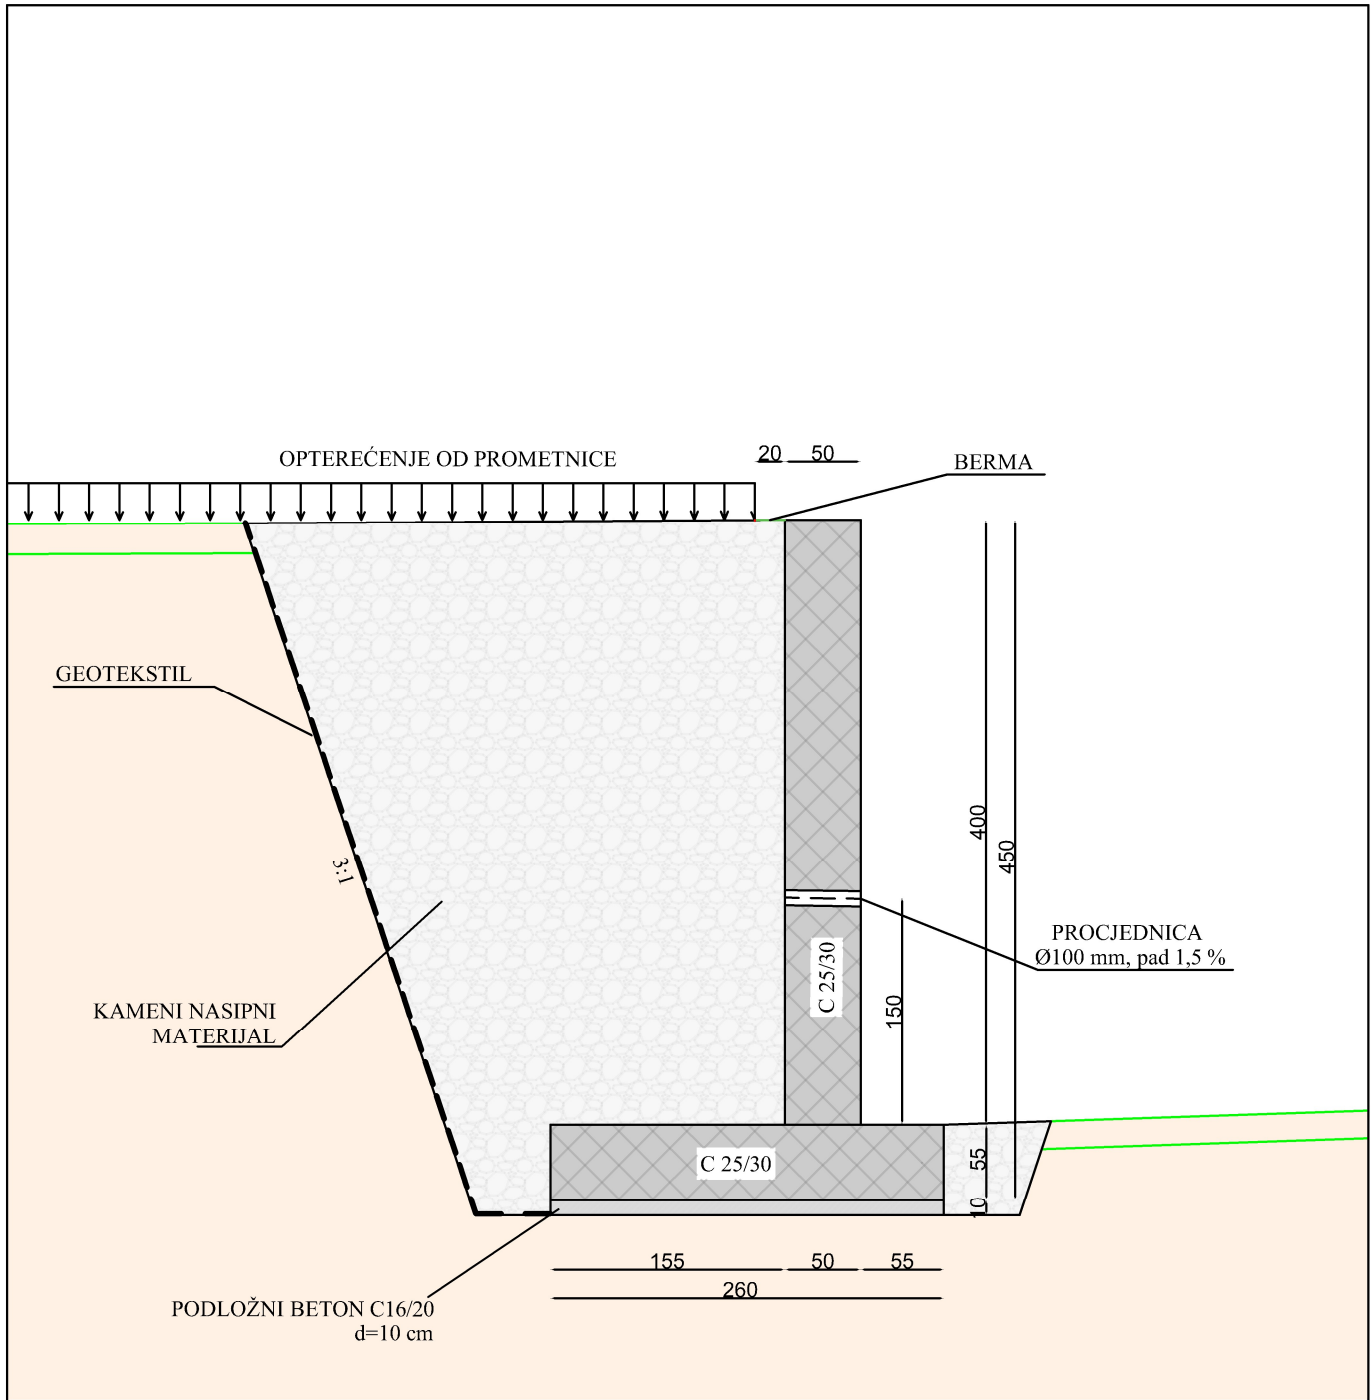 OPTEREĆENJE OD PROMETNICE
20
50
BERMA
GEOTEKSTIL
400
450
3:1
PROCJEDNICA
Ø100 mm, pad 1,5 %
C 25/30
150
KAMENI NASIPNI
MATERIJAL
C 25/30
55
10
155
50
55
260
PODLOŽNI BETON C16/20
d=10 cm